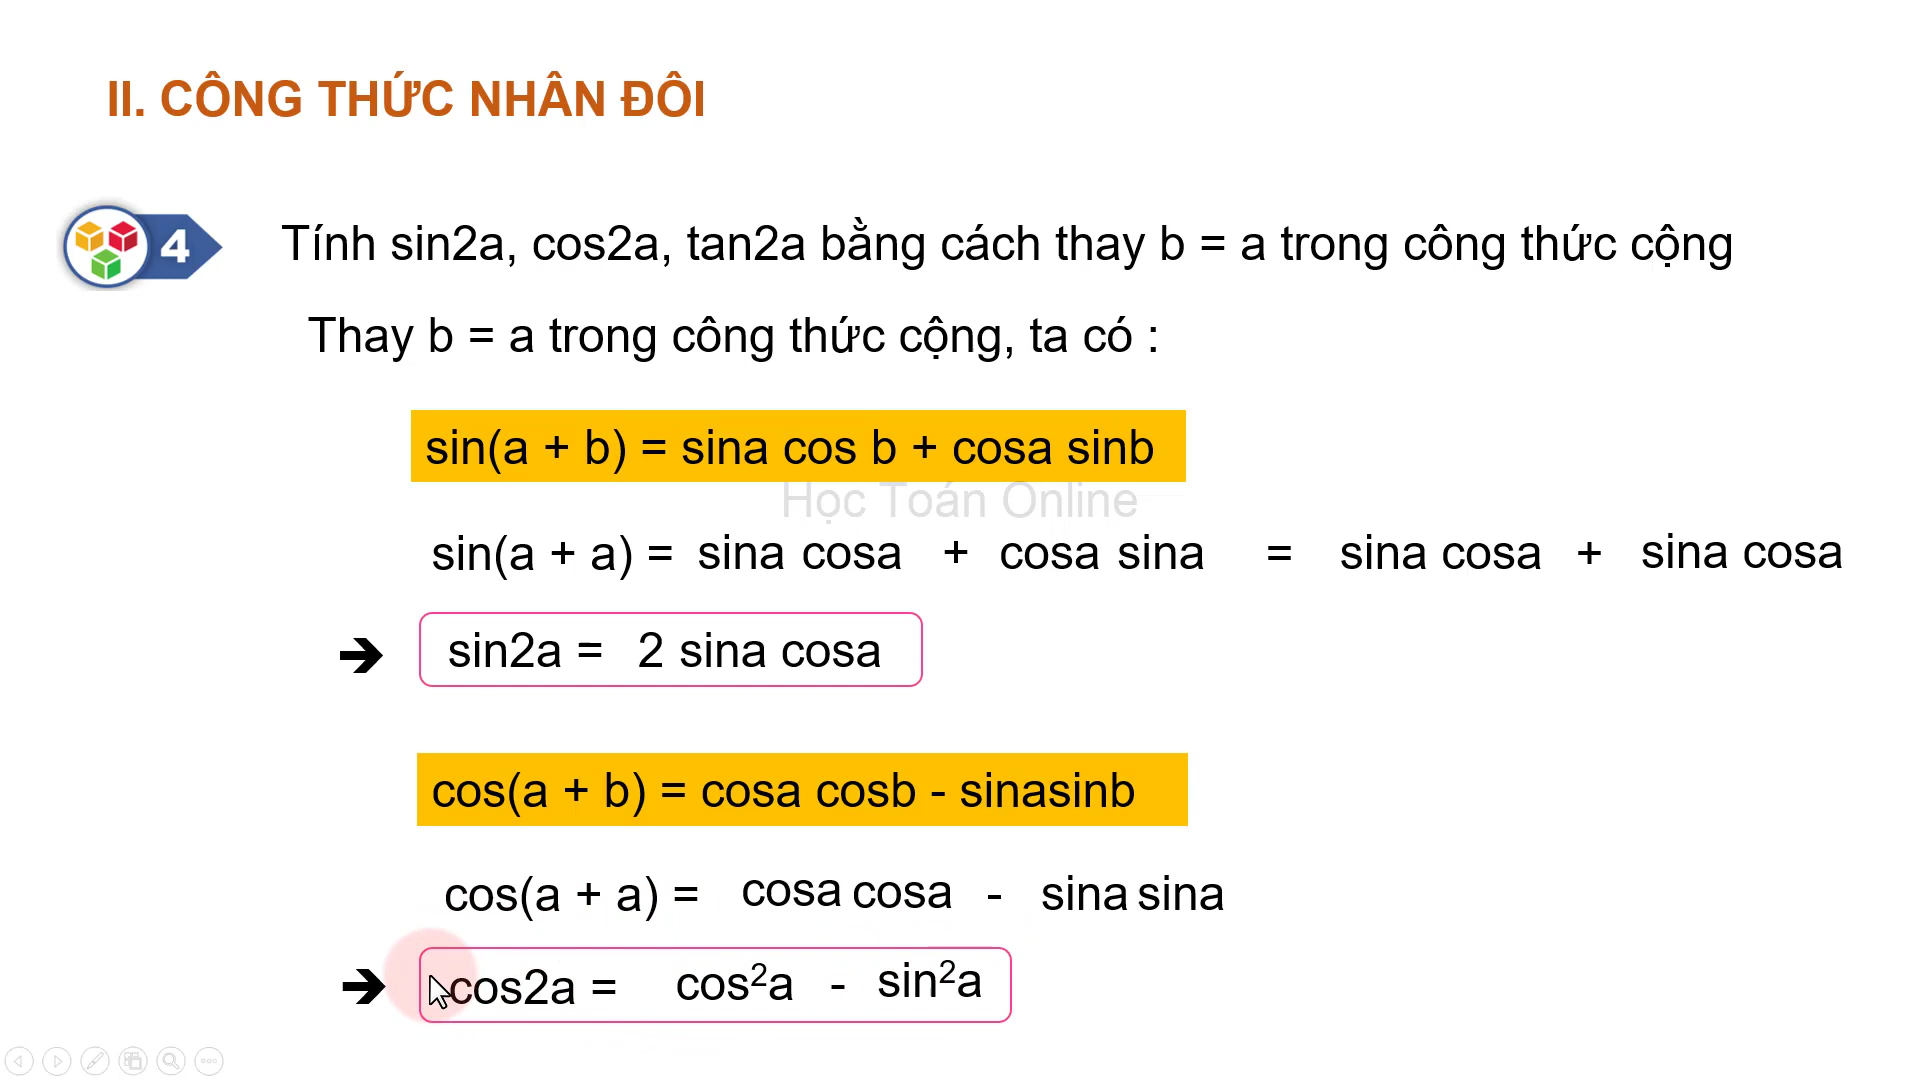 II. CÔNG THỨC NHÂN ĐÔI
4
Tính sin2a, cos2a, tan2a bằng cách thay b = a trong công thức cộng
Thay b = a trong công thức cộng, ta có :
sin(a + b) = sina cos b + cosa sinb
Học Toán Online
sin(a + a) = sina cosa + cosa sina = sina cosa + sina cosa
➔ sin2a = 2 sina cosa
cos(a + b) = cosa cosb - sinasinb
cos(a + a) = cosa cosa - sina sina
➔ cos2a = cos²a - sin²a